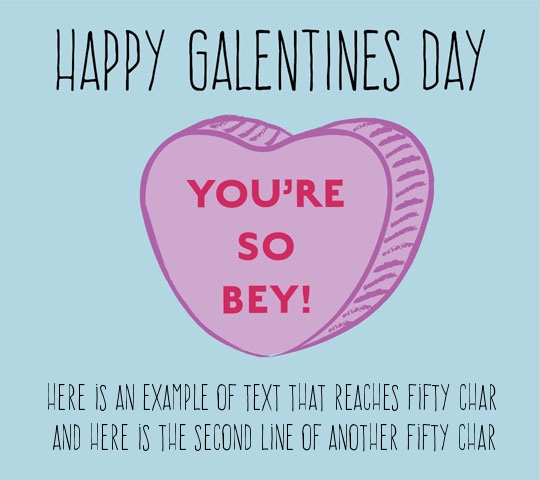 HAPPY GALENTINES DAY
YOU'RE
SO
BEY!
HERE IS AN EXAMPLE OF TEXT THAT REACHES FIFTY CHAR
AND HERE IS THE SECOND LINE OF ANOTHER FIFTY CHAR